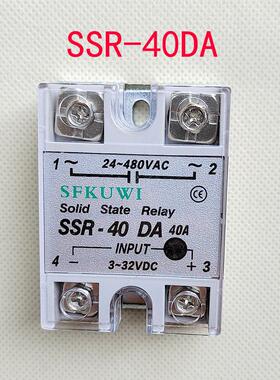 SSR-40DA
1~ 24~480VAC ~2
SFKUWI
CE
Solid State Relay
SSR-40 DA 40A
INPUT
4 - + 3
3~32VDC